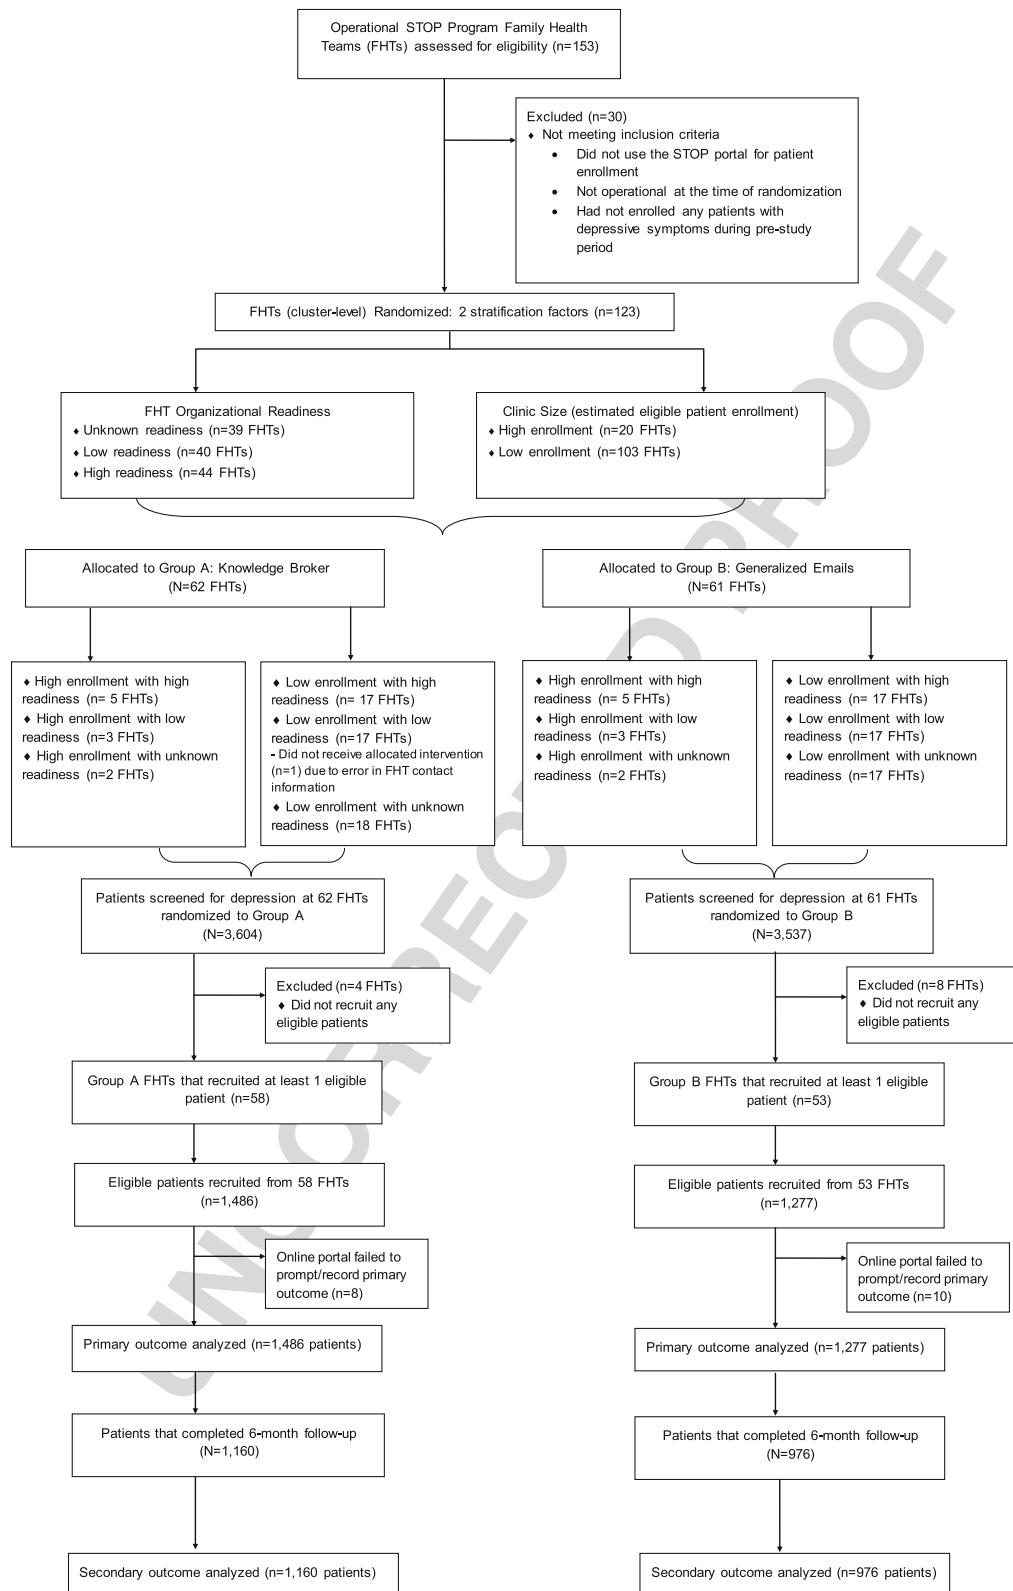 Operational STOP Program Family Health
Teams (FHTs) assessed for eligibility (n=153)
Excluded (n=30)
♦ Not meeting inclusion criteria
• Did not use the STOP portal for patient
enrollment
• Not operational at the time of randomization
• Had not enrolled any patients with
depressive symptoms during pre-study
period
FHTs (cluster-level) Randomized: 2 stratification factors (n=123)
FHT Organizational Readiness
♦ Unknown readiness (n=39 FHTs)
♦ Low readiness (n=40 FHTs)
♦ High readiness (n=44 FHTs)
Clinic Size (estimated eligible patient enrollment)
♦ High enrollment (n=20 FHTs)
♦ Low enrollment (n=103 FHTs)
Allocated to Group A: Knowledge Broker
(N=62 FHTs)
Allocated to Group B: Generalized Emails
(N=61 FHTs)
♦ High enrollment with high
readiness (n= 5 FHTs)
♦ High enrollment with low
readiness (n=3 FHTs)
♦ High enrollment with unknown
readiness (n=2 FHTs)
♦ Low enrollment with high
readiness (n= 17 FHTs)
♦ Low enrollment with low
readiness (n=17 FHTs)
- Did not receive allocated intervention
(n=1) due to error in FHT contact
information
♦ Low enrollment with unknown
readiness (n=18 FHTs)
♦ High enrollment with high
readiness (n= 5 FHTs)
♦ High enrollment with low
readiness (n=3 FHTs)
♦ High enrollment with unknown
readiness (n=2 FHTs)
♦ Low enrollment with high
readiness (n= 17 FHTs)
♦ Low enrollment with low
readiness (n=17 FHTs)
♦ Low enrollment with unknown
readiness (n=17 FHTs)
Patients screened for depression at 62 FHTs
randomized to Group A
(N=3,604)
Patients screened for depression at 61 FHTs
randomized to Group B
(N=3,537)
Excluded (n=4 FHTs)
♦ Did not recruit any
eligible patients
Excluded (n=8 FHTs)
♦ Did not recruit any
eligible patients
Group A FHTs that recruited at least 1 eligible
patient (n=58)
Group B FHTs that recruited at least 1 eligible
patient (n=53)
Eligible patients recruited from 58 FHTs
(n=1,486)
Eligible patients recruited from 53 FHTs
(n=1,277)
Online portal failed to
prompt/record primary
outcome (n=8)
Online portal failed to
prompt/record primary
outcome (n=10)
Primary outcome analyzed (n=1,486 patients)
Primary outcome analyzed (n=1,277 patients)
Patients that completed 6-month follow-up
(N=1,160)
Patients that completed 6-month follow-up
(N=976)
Secondary outcome analyzed (n=1,160 patients)
Secondary outcome analyzed (n=976 patients)
UNCORRECTED PROOF